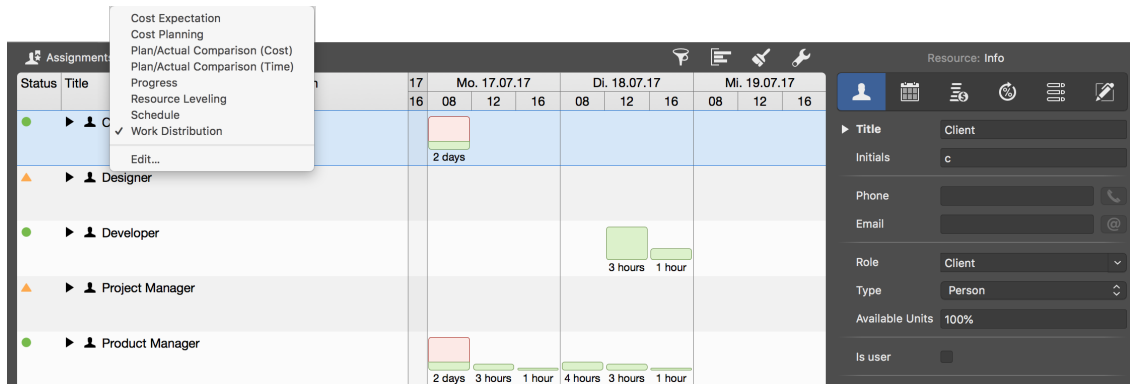 Cost Expectation
Cost Planning
Plan/Actual Comparison (Cost)
Plan/Actual Comparison (Time)
Progress
Resource Leveling
Schedule
✓ Work Distribution
Edit...
Assignments
Resource: Info
Status Title 17 Mo. 17.07.17 Di. 18.07.17 Mi. 19.07.17
16 08 12 16 08 12 16 08 12 16
C
2 days
Designer
Developer
3 hours 1 hour
Project Manager
Product Manager
2 days 3 hours 1 hour 4 hours 3 hours 1 hour
Title Client
Initials c
Phone
Email @
Role Client
Type Person
Available Units 100%
Is user